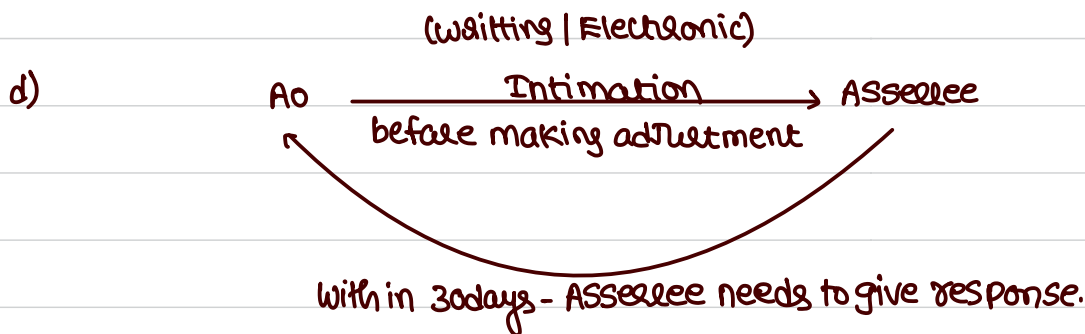 (writting | Electronic)
d) AO Intimation Assessee
before making adjustment
With in 30days - Assessee needs to give response.